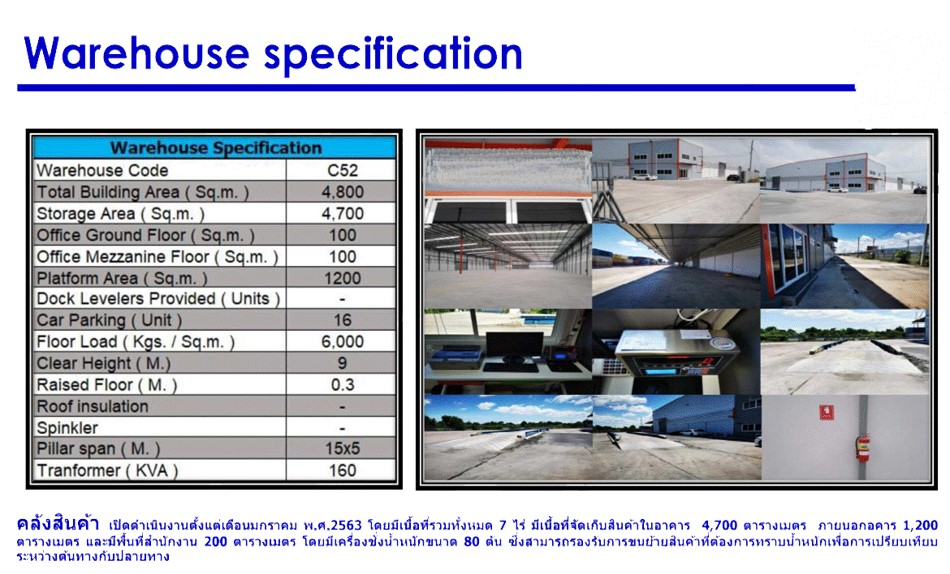 Warehouse specification
Warehouse Specification
Warehouse Code C52
Total Building Area ( Sq.m. ) 4,800
Storage Area ( Sq.m. ) 4,700
Office Ground Floor ( Sq.m. ) 100
Office Mezzanine Floor ( Sq.m. ) 100
Platform Area ( Sq.m. ) 1200
Dock Levelers Provided ( Units ) -
Car Parking ( Unit ) 16
Floor Load ( Kgs. / Sq.m. ) 6,000
Clear Height ( M.) 9
Raised Floor ( M. ) 0.3
Roof insulation -
Spinkler -
Pillar span ( M. ) 15x5
Tranformer ( KVA ) 160
คลังสินค้า เปิดดำเนินงานตั้งแต่เดือนมกราคม พ.ศ.2563 โดยมีเนื้อที่รวมทั้งหมด 7 ไร่ มีเนื้อที่จัดเก็บสินค้าในอาคาร 4,700 ตารางเมตร ภายนอกอคาร 1,200
ตารางเมตร และมีพื้นที่สำนักงาน 200 ตารางเมตร โดยมีเครื่องชั่งน้ำหนักขนาด 80 ตัน ซึ่งสามารถรองรับการขนย้ายสินค้าที่ต้องการทราบน้ำหนักเพื่อการเปรียบเทียบ
ระหว่างต้นทางกับปลายทาง